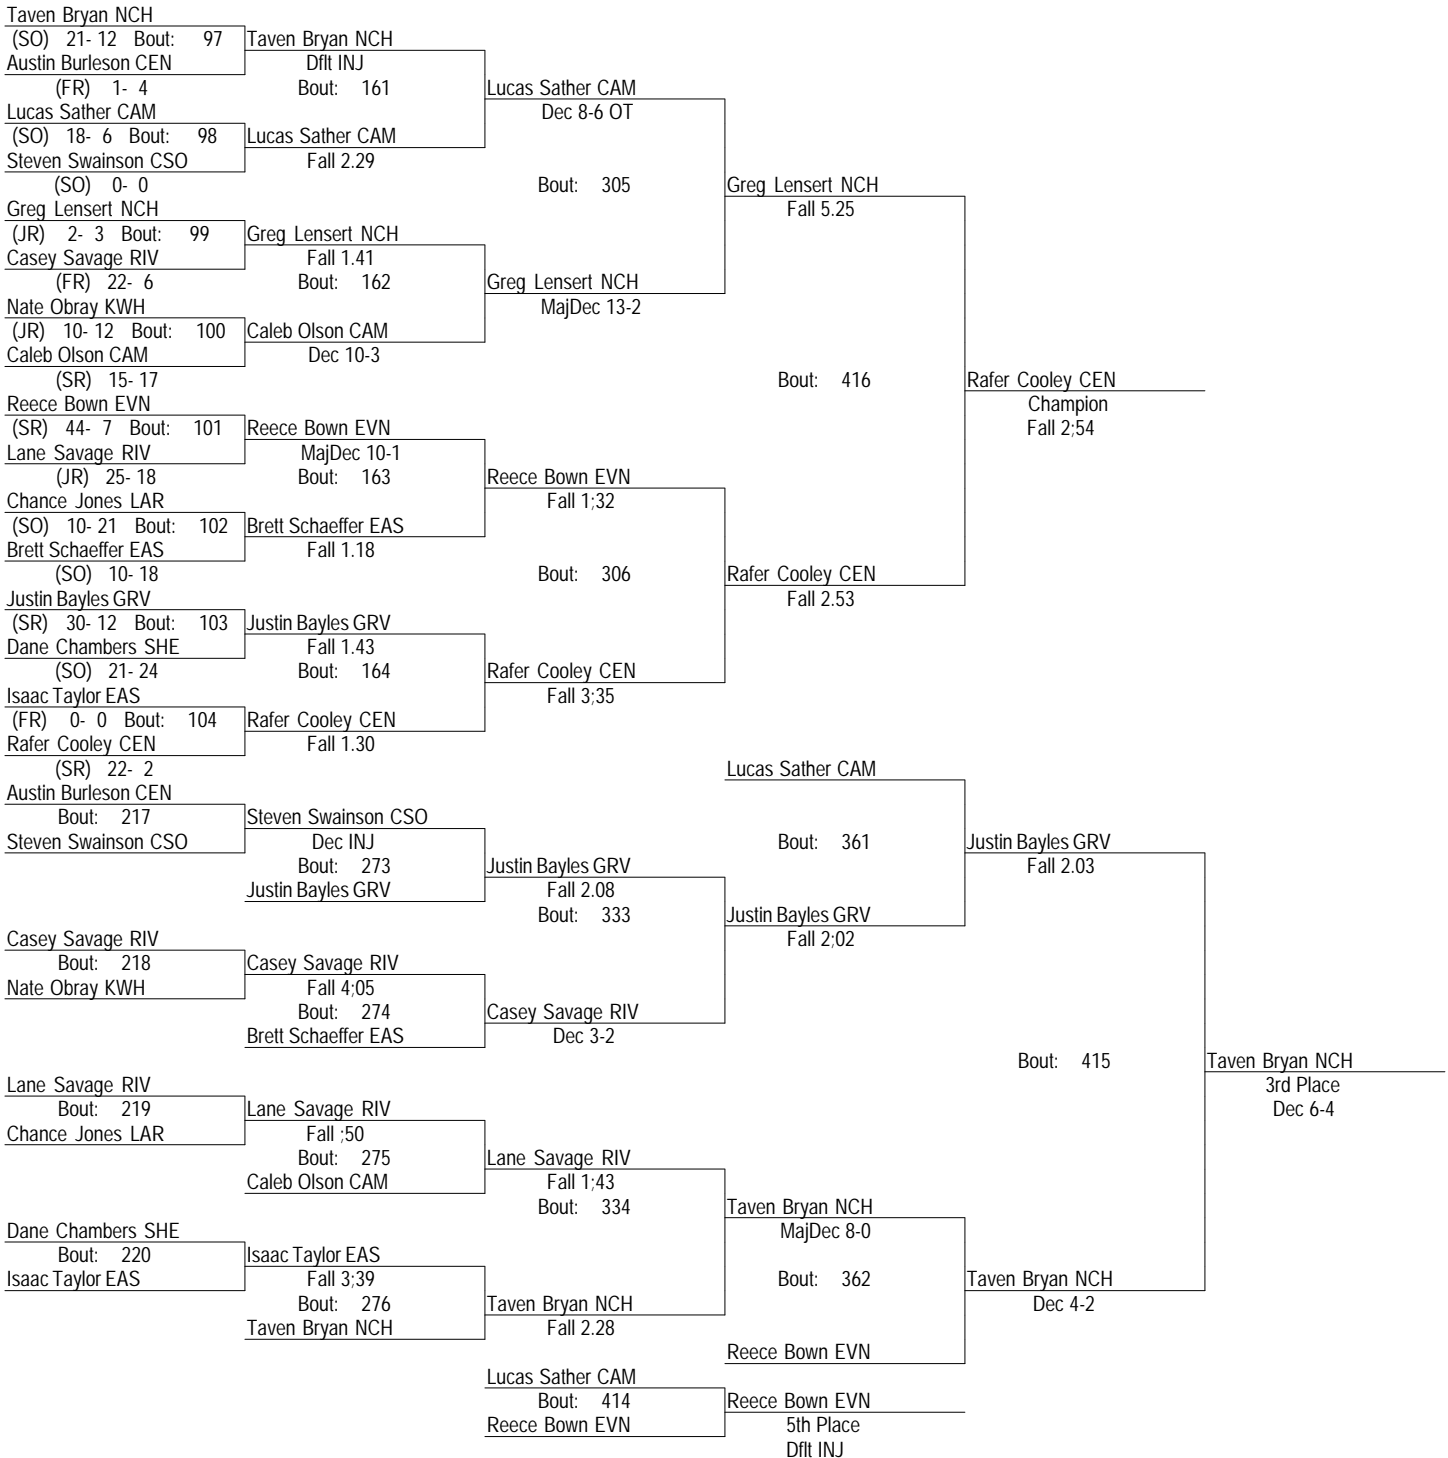 Taven Bryan NCH
(SO) 21- 12 Bout: 97 Taven Bryan NCH
Austin Burleson CEN Dflt INJ
(FR) 1- 4 Bout: 161 Lucas Sather CAM
Lucas Sather CAM Dec 8-6 OT
(SO) 18- 6 Bout: 98 Lucas Sather CAM
Steven Swainson CSO Fall 2.29
(SO) 0- 0 Bout: 305 Greg Lensert NCH
Greg Lensert NCH Fall 5.25
(JR) 2- 3 Bout: 99 Greg Lensert NCH
Casey Savage RIV Fall 1.41
(FR) 22- 6 Bout: 162 Greg Lensert NCH
Nate Obray KWH MajDec 13-2
(JR) 10- 12 Bout: 100 Caleb Olson CAM
Caleb Olson CAM Dec 10-3
(SR) 15- 17 Bout: 416 Rafer Cooley CEN
Reece Bown EVN Champion
(SR) 44- 7 Bout: 101 Reece Bown EVN Fall 2;54
Lane Savage RIV MajDec 10-1
(JR) 25- 18 Bout: 163 Reece Bown EVN
Chance Jones LAR Fall 1;32
(SO) 10- 21 Bout: 102 Brett Schaeffer EAS
Brett Schaeffer EAS Fall 1.18
(SO) 10- 18 Bout: 306 Rafer Cooley CEN
Justin Bayles GRV Fall 2.53
(SR) 30- 12 Bout: 103 Justin Bayles GRV
Dane Chambers SHE Fall 1.43
(SO) 21- 24 Bout: 164 Rafer Cooley CEN
Isaac Taylor EAS Fall 3;35
(FR) 0- 0 Bout: 104 Rafer Cooley CEN
Rafer Cooley CEN Fall 1.30
(SR) 22- 2 Lucas Sather CAM
Austin Burleson CEN
Bout: 217 Steven Swainson CSO
Steven Swainson CSO Dec INJ Bout: 361 Justin Bayles GRV
Bout: 273 Justin Bayles GRV Fall 2.03
Justin Bayles GRV Fall 2.08
Bout: 333 Justin Bayles GRV
Casey Savage RIV Fall 2;02
Bout: 218 Casey Savage RIV
Nate Obray KWH Fall 4;05
Bout: 274 Casey Savage RIV
Brett Schaeffer EAS Dec 3-2
Bout: 415 Taven Bryan NCH
Lane Savage RIV 3rd Place
Bout: 219 Lane Savage RIV Dec 6-4
Chance Jones LAR Fall ;50
Bout: 275 Lane Savage RIV
Caleb Olson CAM Fall 1;43
Bout: 334 Taven Bryan NCH
Dane Chambers SHE MajDec 8-0
Bout: 220 Isaac Taylor EAS
Isaac Taylor EAS Fall 3;39 Bout: 362 Taven Bryan NCH
Bout: 276 Taven Bryan NCH Dec 4-2
Taven Bryan NCH Fall 2.28
Reece Bown EVN
Lucas Sather CAM
Bout: 414 Reece Bown EVN
Reece Bown EVN 5th Place
Dflt INJ